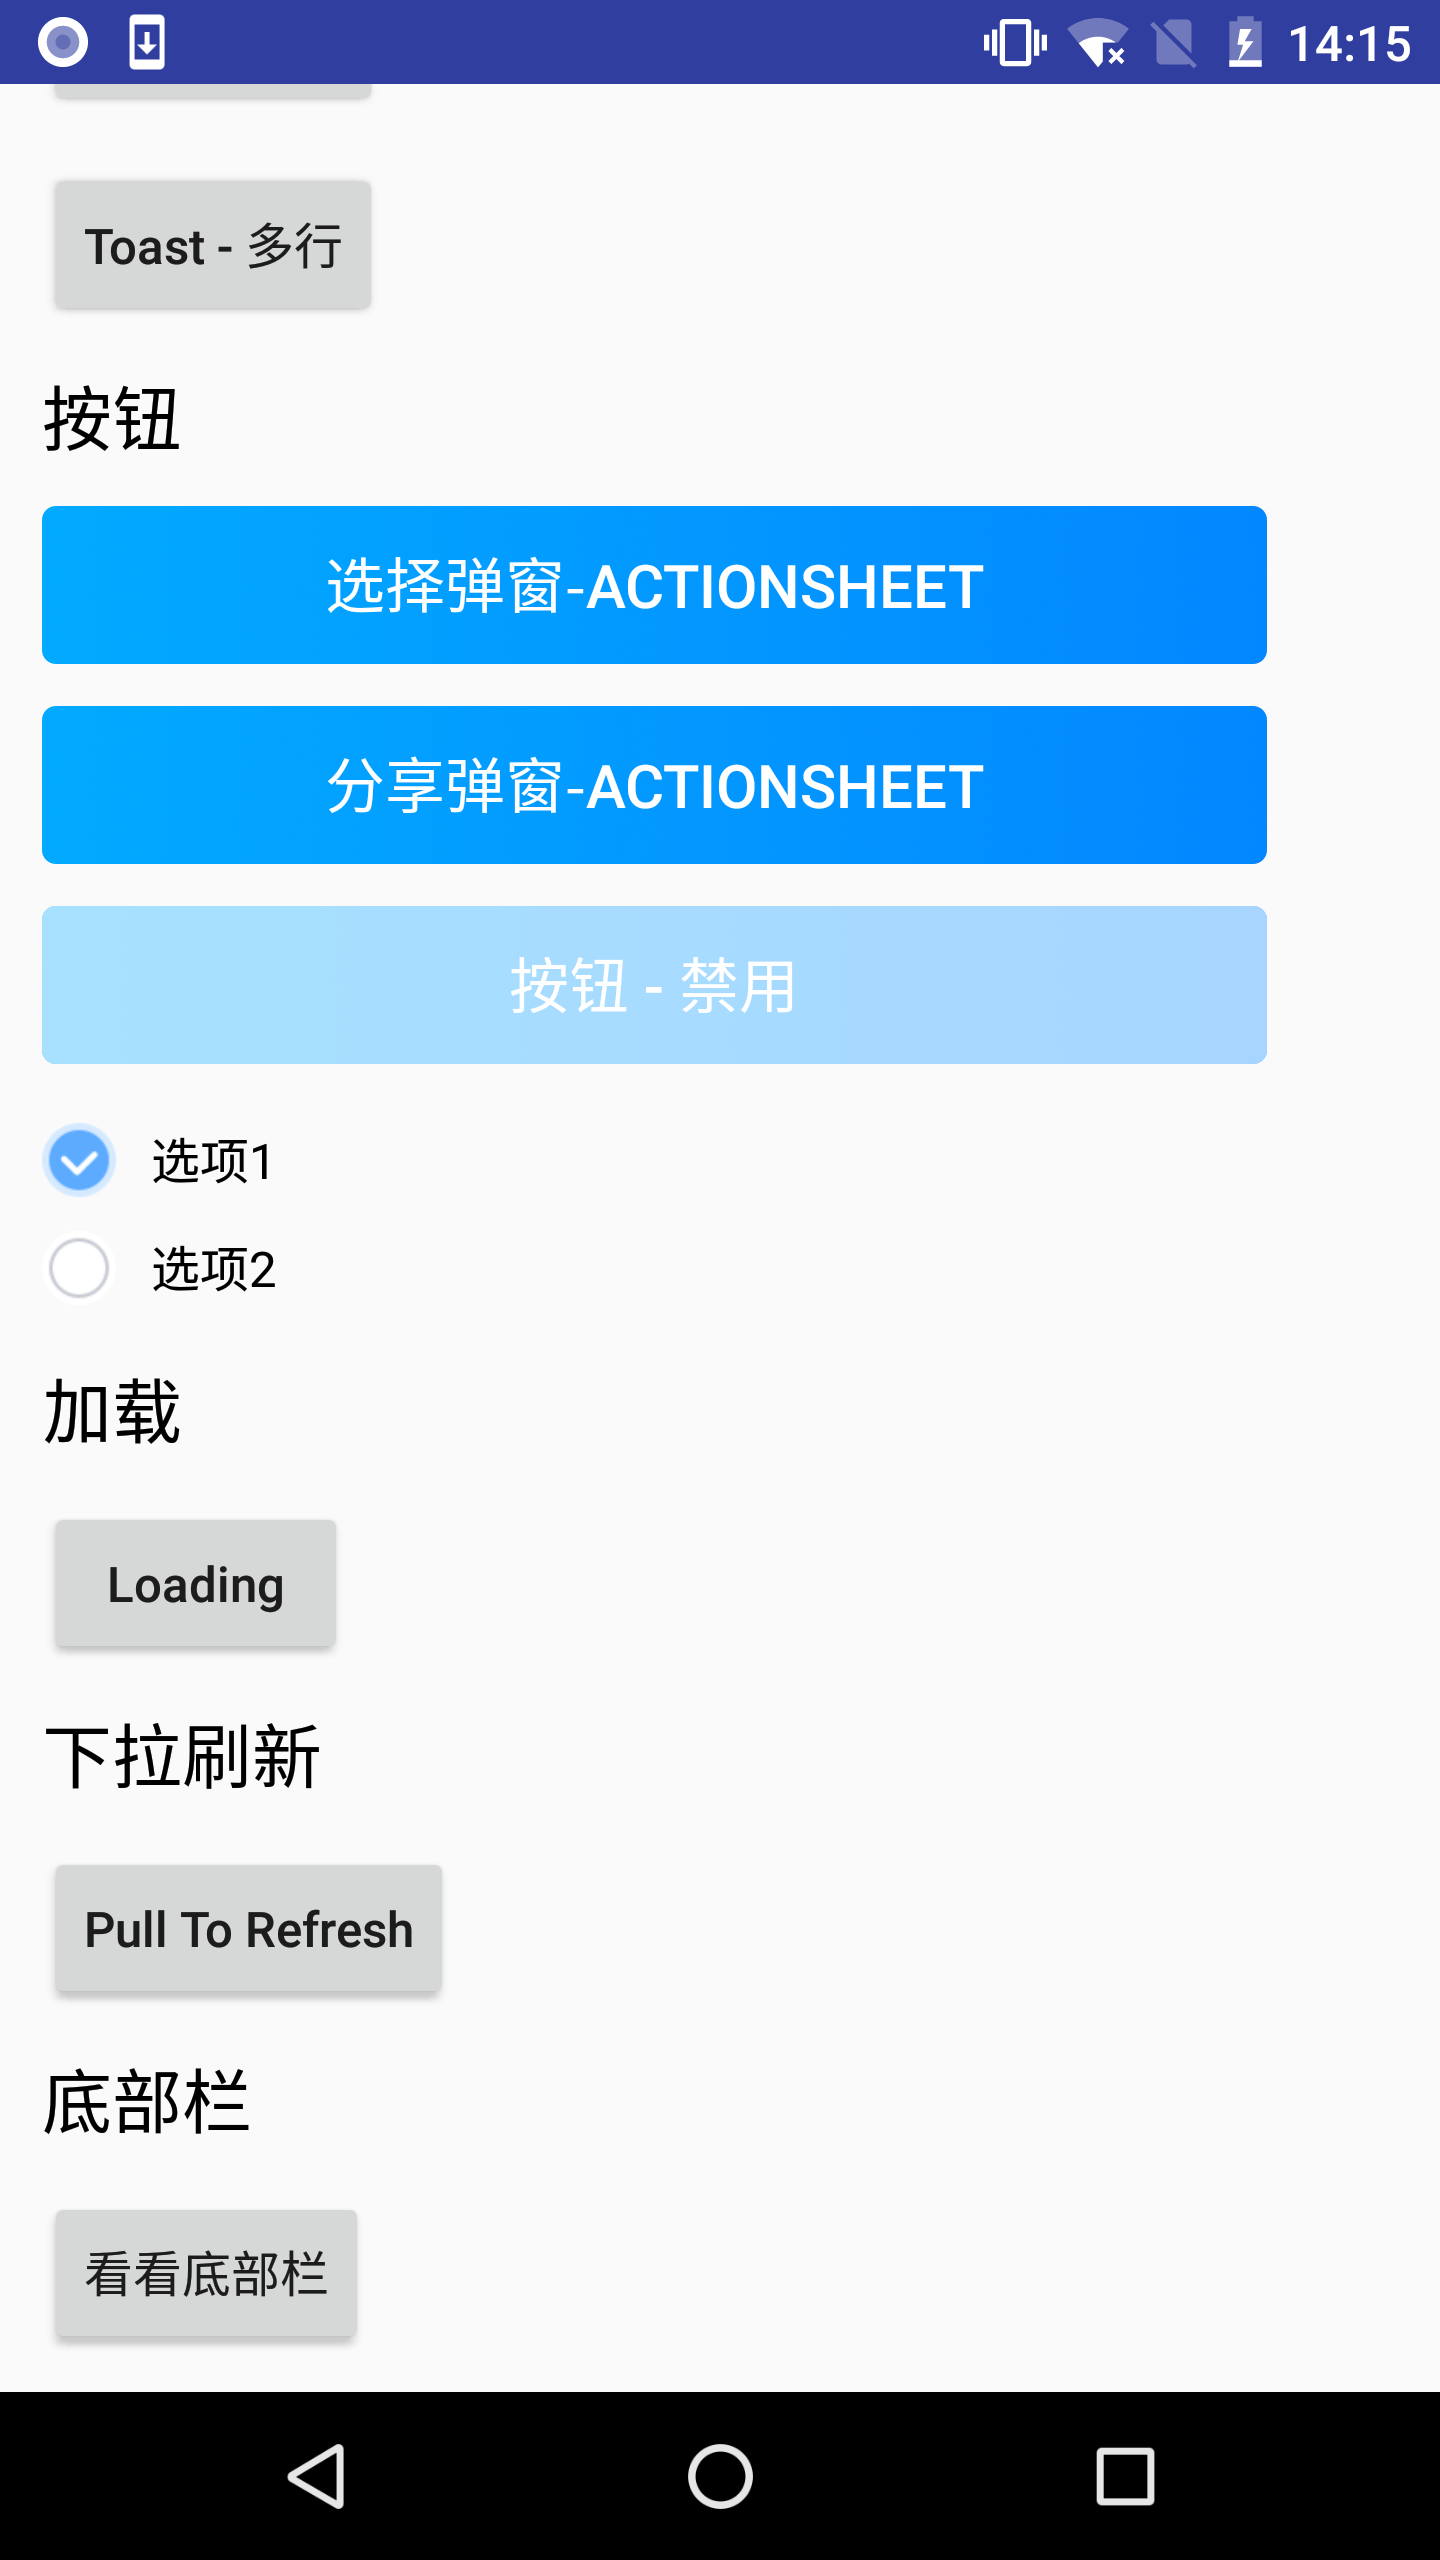 14:15
Toast - 多行
按钮
选择弹窗-ACTIONSHEET
分享弹窗-ACTIONSHEET
按钮 - 禁用
选项1
选项2
加载
Loading
下拉刷新
Pull To Refresh
底部栏
看看底部栏